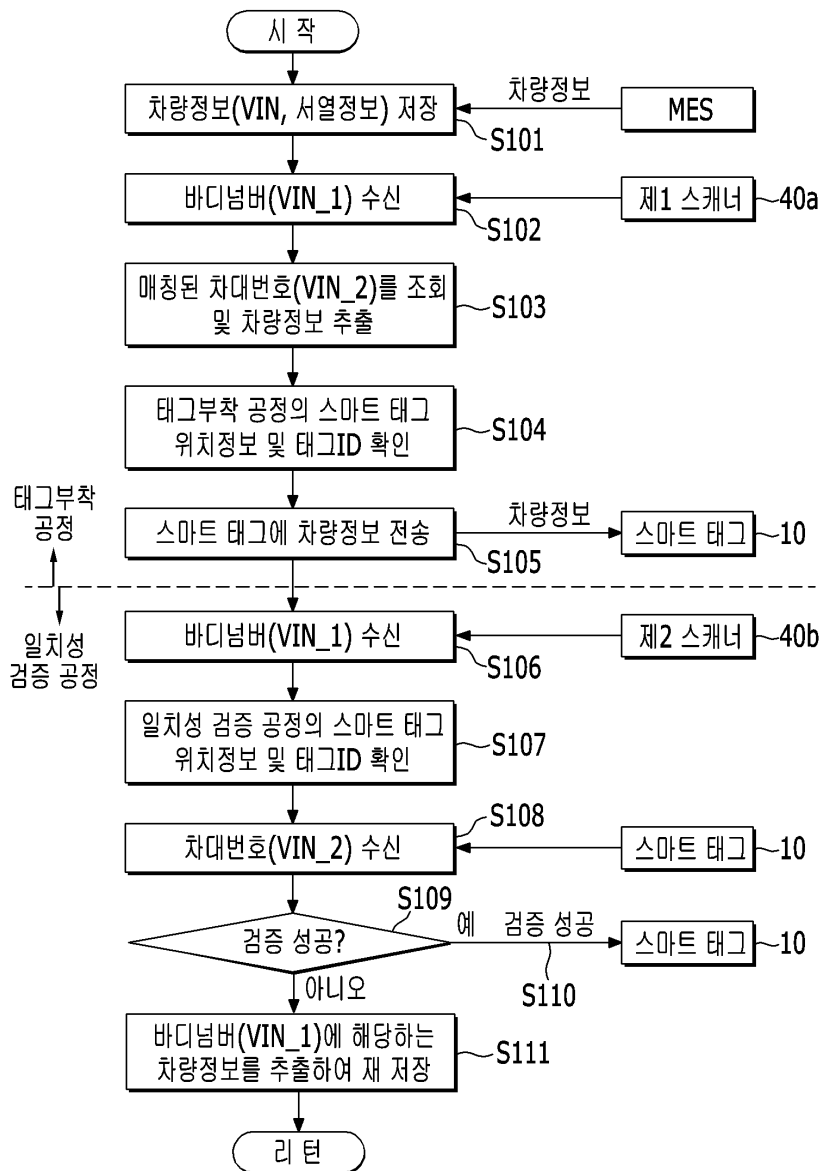 시 작
차량정보(VIN, 서열정보) 저장
차량정보
MES
S101
바디넘버(VIN_1) 수신
제1 스캐너
40a
S102
매칭된 차대번호(VIN_2)를 조회
및 차량정보 추출
S103
태그부착 공정의 스마트 태그
위치정보 및 태그ID 확인
S104
태그부착
공정
스마트 태그에 차량정보 전송
차량정보
스마트 태그
10
S105
일치성
검증 공정
바디넘버(VIN_1) 수신
제2 스캐너
40b
S106
일치성 검증 공정의 스마트 태그
위치정보 및 태그ID 확인
S107
차대번호(VIN_2) 수신
S108
스마트 태그
10
검증 성공?
S109
예
검증 성공
스마트 태그
10
S110
아니오
바디넘버(VIN_1)에 해당하는
차량정보를 추출하여 재 저장
S111
리 턴